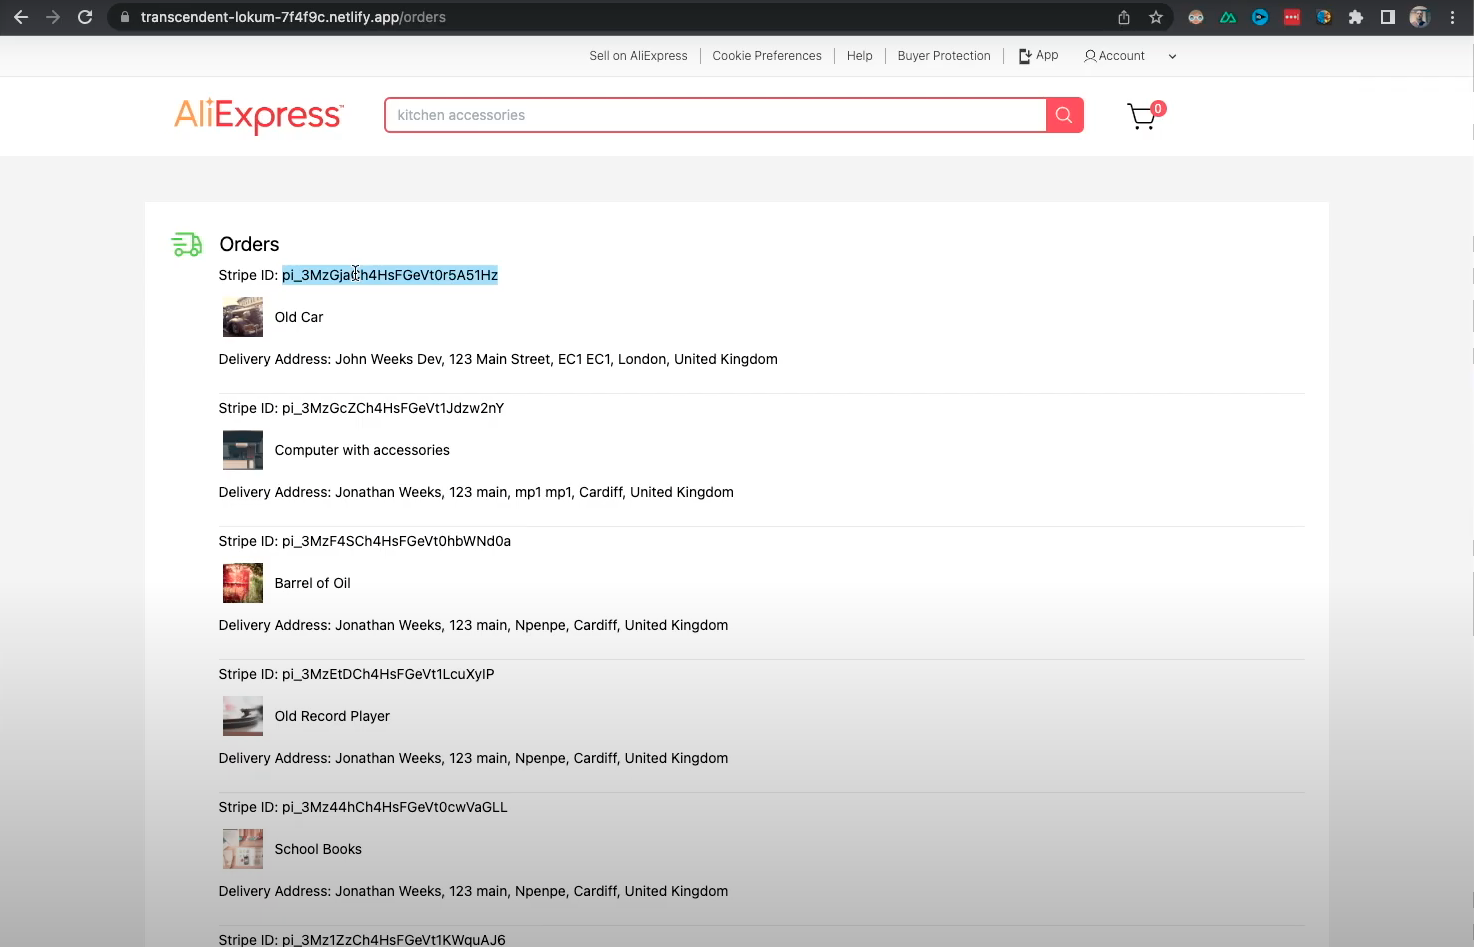 transcendent-lokum-7f4f9c.netlify.app/orders
Sell on AliExpress Cookie Preferences Help Buyer Protection App Account
AliExpress kitchen accessories 0
Orders
Stripe ID: pi_3MzGjaCh4HsFGeVt0r5A51Hz
Old Car
Delivery Address: John Weeks Dev, 123 Main Street, EC1 EC1, London, United Kingdom
Stripe ID: pi_3MzGcZCh4HsFGeVt1Jdzw2nY
Computer with accessories
Delivery Address: Jonathan Weeks, 123 main, mp1 mp1, Cardiff, United Kingdom
Stripe ID: pi_3MzF4SCh4HsFGeVt0hbWNd0a
Barrel of Oil
Delivery Address: Jonathan Weeks, 123 main, Npenpe, Cardiff, United Kingdom
Stripe ID: pi_3MzEtDCh4HsFGeVt1LcuXyIP
Old Record Player
Delivery Address: Jonathan Weeks, 123 main, Npenpe, Cardiff, United Kingdom
Stripe ID: pi_3Mz44hCh4HsFGeVt0cwVaGLL
School Books
Delivery Address: Jonathan Weeks, 123 main, Npenpe, Cardiff, United Kingdom
Stripe ID: pi_3Mz1ZzCh4HsFGeVt1KWquAJ6